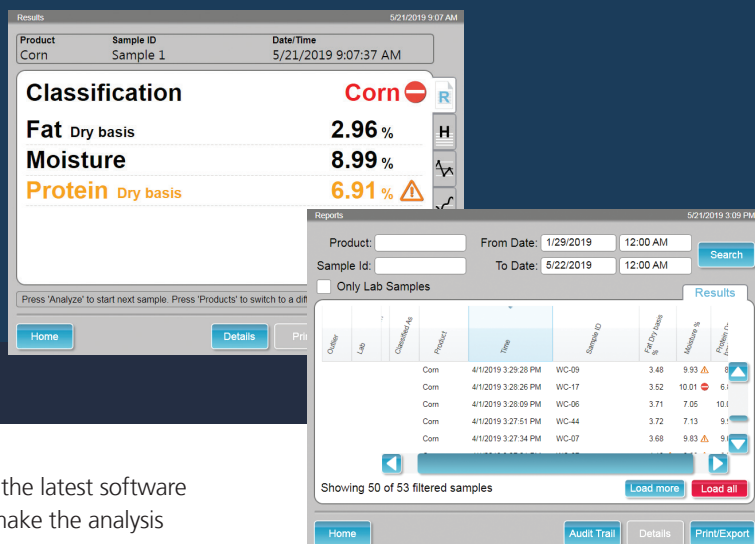 Results 5/21/2019 9:07 AM
Product Sample ID Date/Time
Corn Sample 1 5/21/2019 9:07:37 AM
Classification Corn
R
Fat Dry basis 2.96 %
H
Moisture 8.99 %
Protein Dry basis 6.91 %
Press 'Analyze' to start next sample. Press 'Products' to switch to a
Home Details
Reports 5/21/2019 3:09 PM
Product: From Date: 1/29/2019 12:00 AM
Search
Sample Id: To Date: 5/22/2019 12:00 AM
Only Lab Samples
Results
Outlier Lab Classified As Product Time Sample ID Fat Dry basis % Moisture % Protein
Corn 4/1/2019 3:29:28 PM WC-09 3.48 9.93
Corn 4/1/2019 3:28:26 PM WC-17 3.52 10.01
Corn 4/1/2019 3:28:09 PM WC-06 3.71 7.05
Corn 4/1/2019 3:27:51 PM WC-44 3.72 7.13
Corn 4/1/2019 3:27:34 PM WC-07 3.68 9.83
Showing 50 of 53 filtered samples Load more Load all
Home Audit Trail Details Print/Export
the latest software
make the analysis